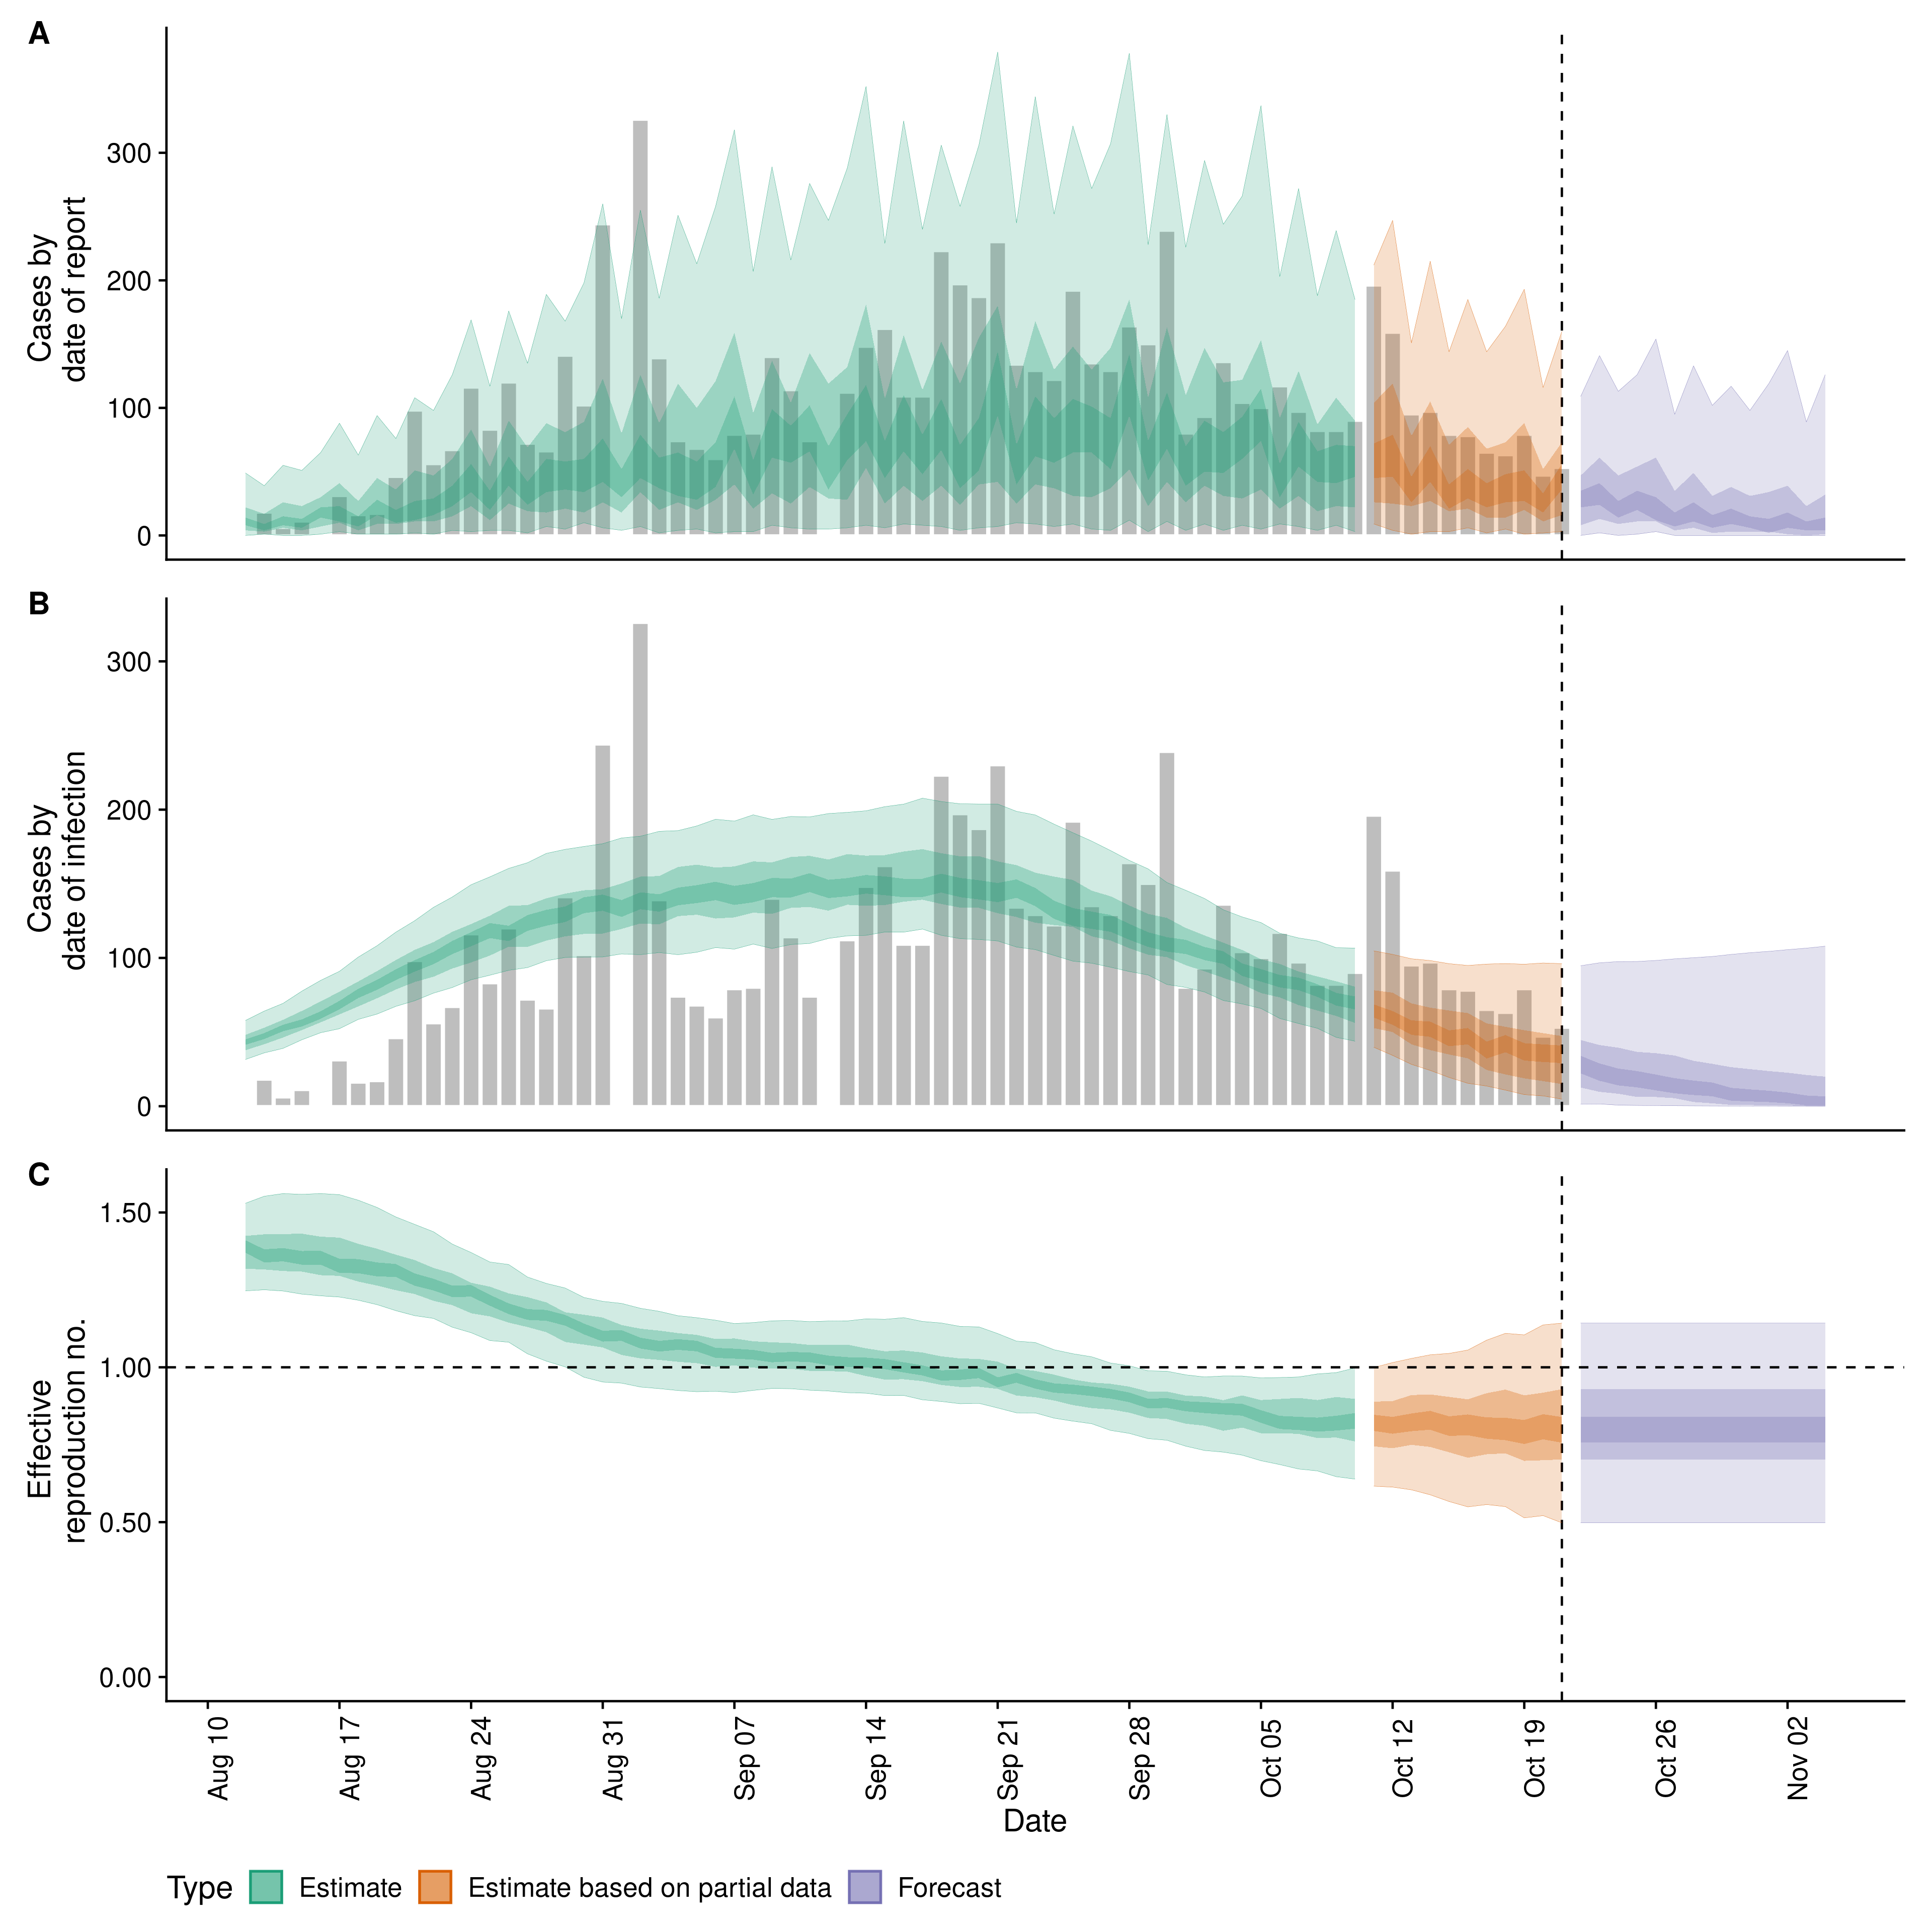 A
Cases by
date of report
300
200
100
0
B
Cases by
date of infection
300
200
100
0
C
Effective
reproduction no.
1.50
1.00
0.50
0.00
Aug 10
Aug 17
Aug 24
Aug 31
Sep 07
Sep 14
Sep 21
Sep 28
Oct 05
Oct 12
Oct 19
Oct 26
Nov 02
Date
Type Estimate Estimate based on partial data Forecast